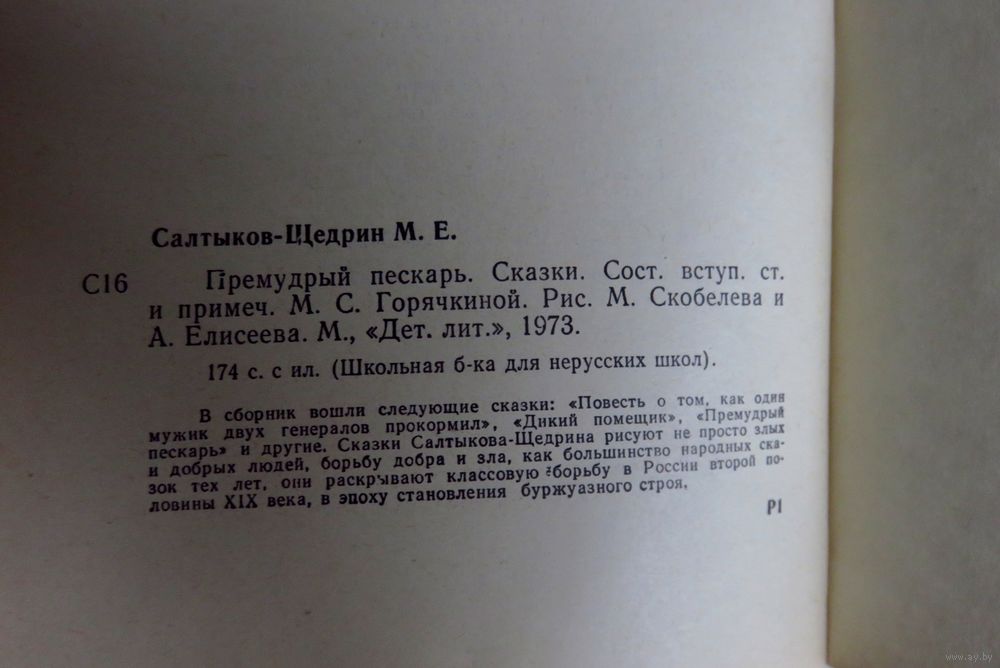 Салтыков-Щедрин М. Е.
С16 Премудрый пескарь. Сказки. Сост. вступ. ст.
и примеч. М. С. Горячкиной. Рис. М. Скобелева и
А. Елисеева. М., «Дет. лит.», 1973.
174 с. с ил. (Школьная б-ка для нерусских школ).
В сборник вошли следующие сказки: «Повесть о том, как один
мужик двух генералов прокормил», «Дикий помещик», «Премудрый
пескарь» и другие. Сказки Салтыкова-Щедрина рисуют не просто злых
и добрых людей, борьбу добра и зла, как большинство народных ска-
зок тех лет, они раскрывают классовую борьбу в России второй по-
ловины XIX века, в эпоху становления буржуазного строя.
Р1
www.ay.by